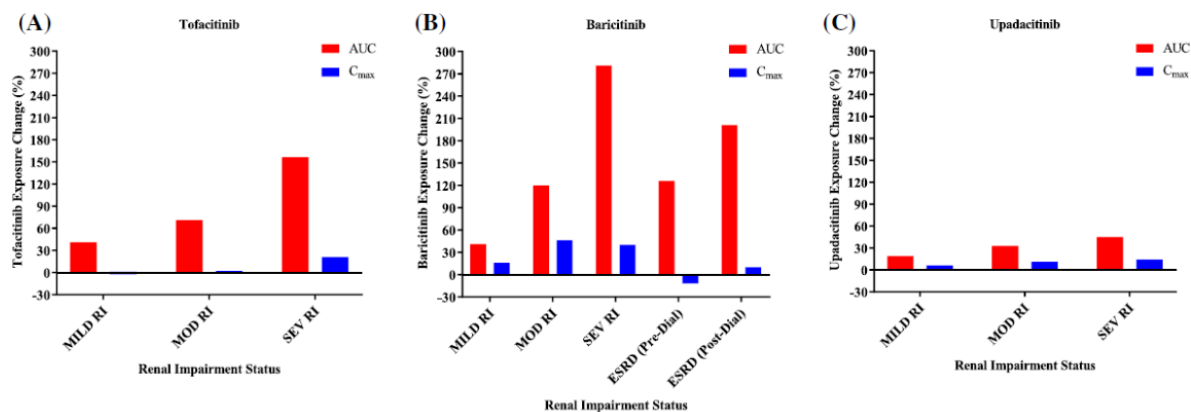 (A)
Tofacitinib
AUC
Cmax
Tofacitinib Exposure Change (%)
300
270
240
210
180
150
120
90
60
30
0
-30
MILD RI
MOD RI
SEV RI
Renal Impairment Status
(B)
Baricitinib
AUC
Cmax
Baricitinib Exposure Change (%)
300
270
240
210
180
150
120
90
60
30
0
-30
MILD RI
MOD RI
SEV RI
ESRD (Pre-Dial)
ESRD (Post-Dial)
Renal Impairment Status
(C)
Upadacitinib
AUC
Cmax
Upadacitinib Exposure Change (%)
300
270
240
210
180
150
120
90
60
30
0
-30
MILD RI
MOD RI
SEV RI
Renal Impairment Status